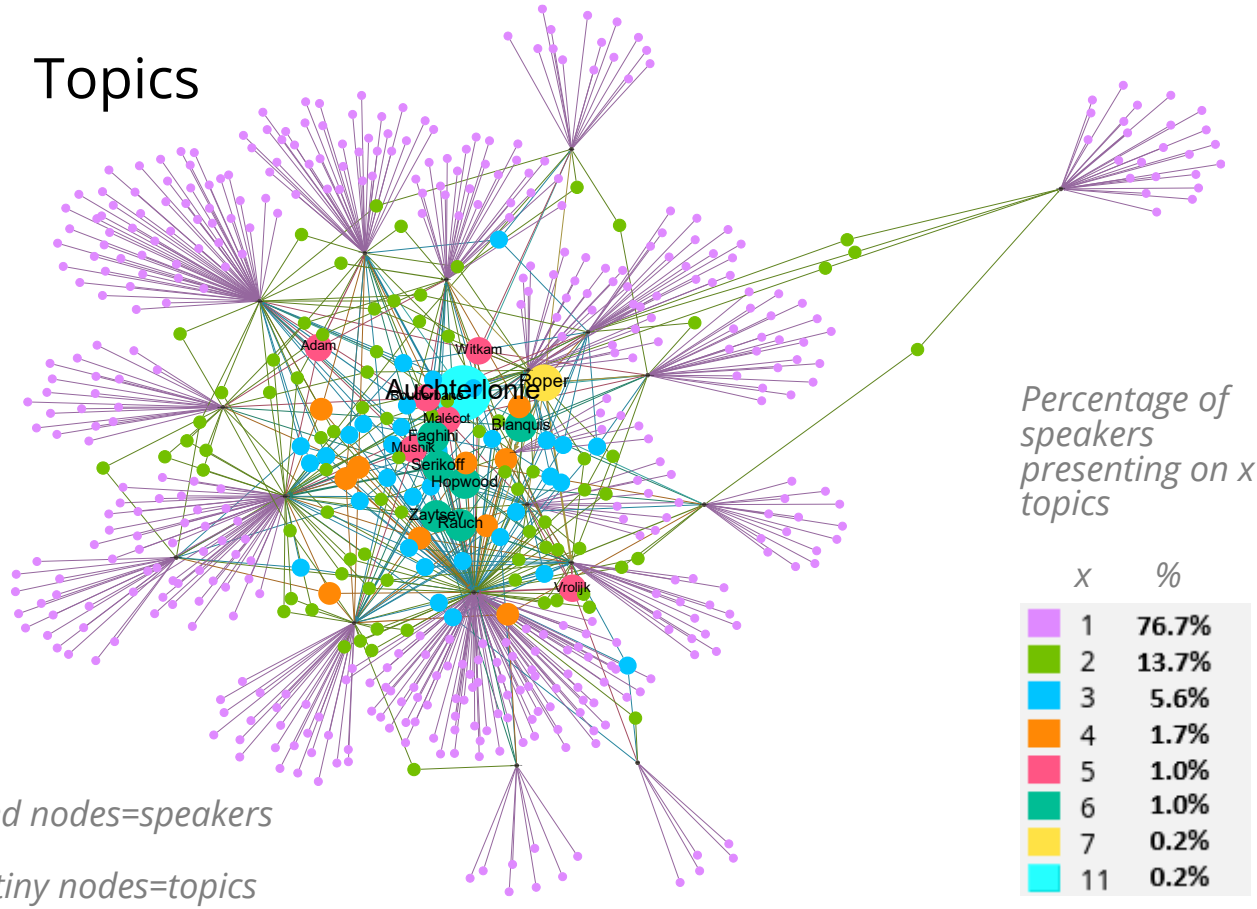 Topics
Adam
Witkam
Auchterlonie
Roper
Bouderbane
Malécot
Bianquis
Faghihi
Musnik
Serikoff
Hopwood
Zaytsev
Rauch
Vrolijk
Percentage of
speakers
presenting on x
topics
x %
1 76.7%
2 13.7%
3 5.6%
4 1.7%
5 1.0%
6 1.0%
7 0.2%
11 0.2%
d nodes=speakers
tiny nodes=topics